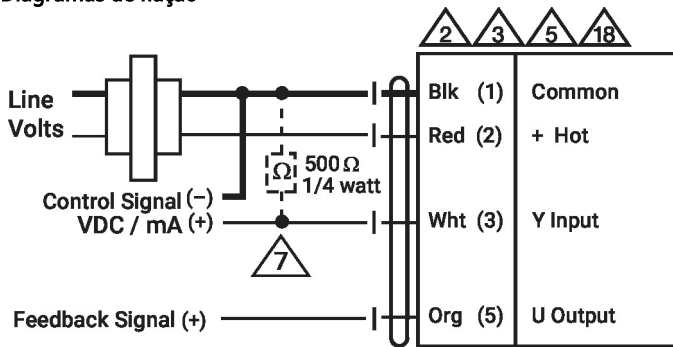 Diagramas de fiação
2 3 5 18
Line
Volts
Blk (1) Common
Red (2) + Hot
Ω 500 Ω
1/4 watt
Control Signal (−)
VDC / mA (+)
Wht (3) Y Input
7
Feedback Signal (+)
Org (5) U Output